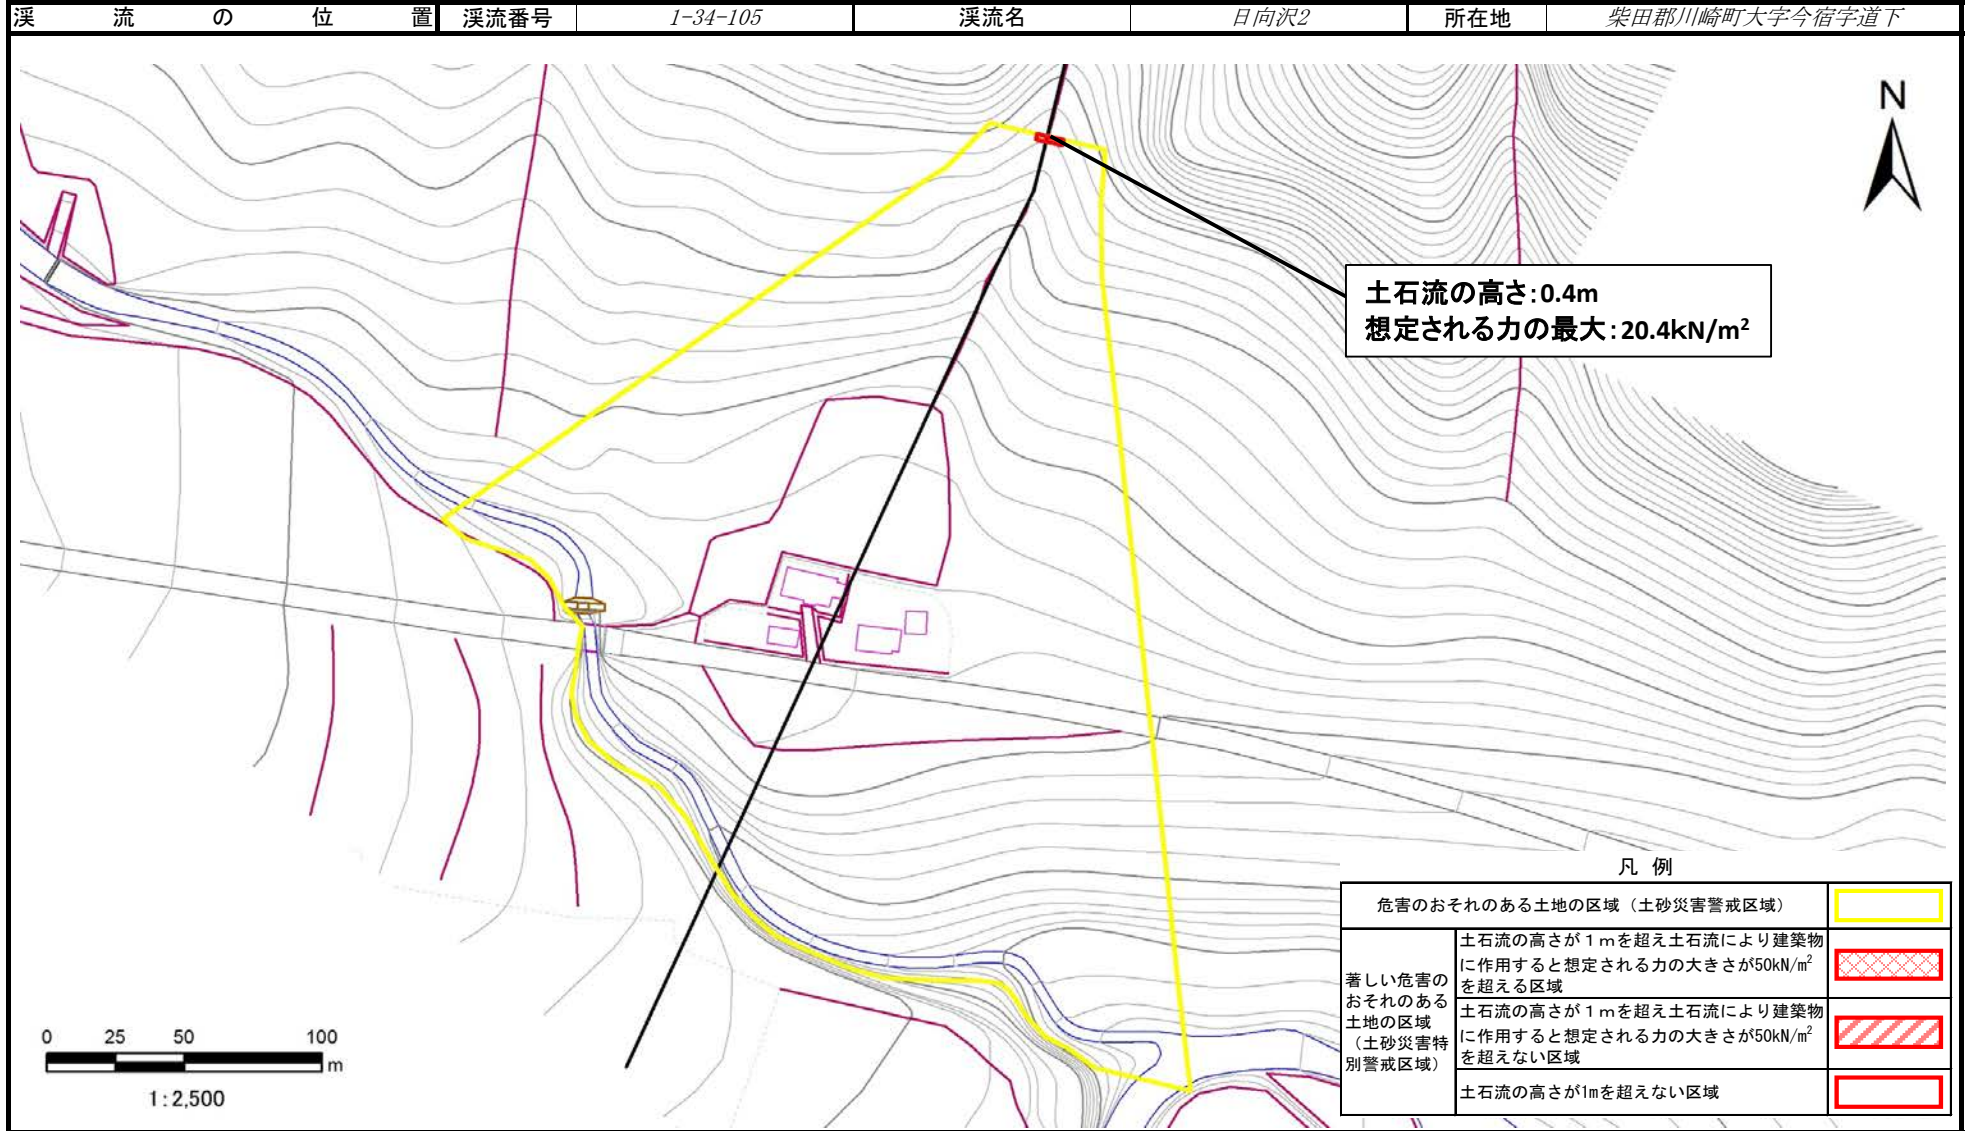 渓流の位置 渓流番号 1-34-105 渓流名 日向沢2 所在地 柴田郡川崎町大字今宿字道下
N
土石流の高さ:0.4m
想定される力の最大:20.4kN/m²
凡 例
危害のおそれのある土地の区域（土砂災害警戒区域）
著しい危害の
おそれのある
土地の区域
（土砂災害特
別警戒区域）
土石流の高さが１ｍを超え土石流により建築物
に作用すると想定される力の大きさが50kN/m²
を超える区域
土石流の高さが１ｍを超え土石流により建築物
に作用すると想定される力の大きさが50kN/m²
を超えない区域
土石流の高さが1mを超えない区域
0 25 50 100
m
1:2,500